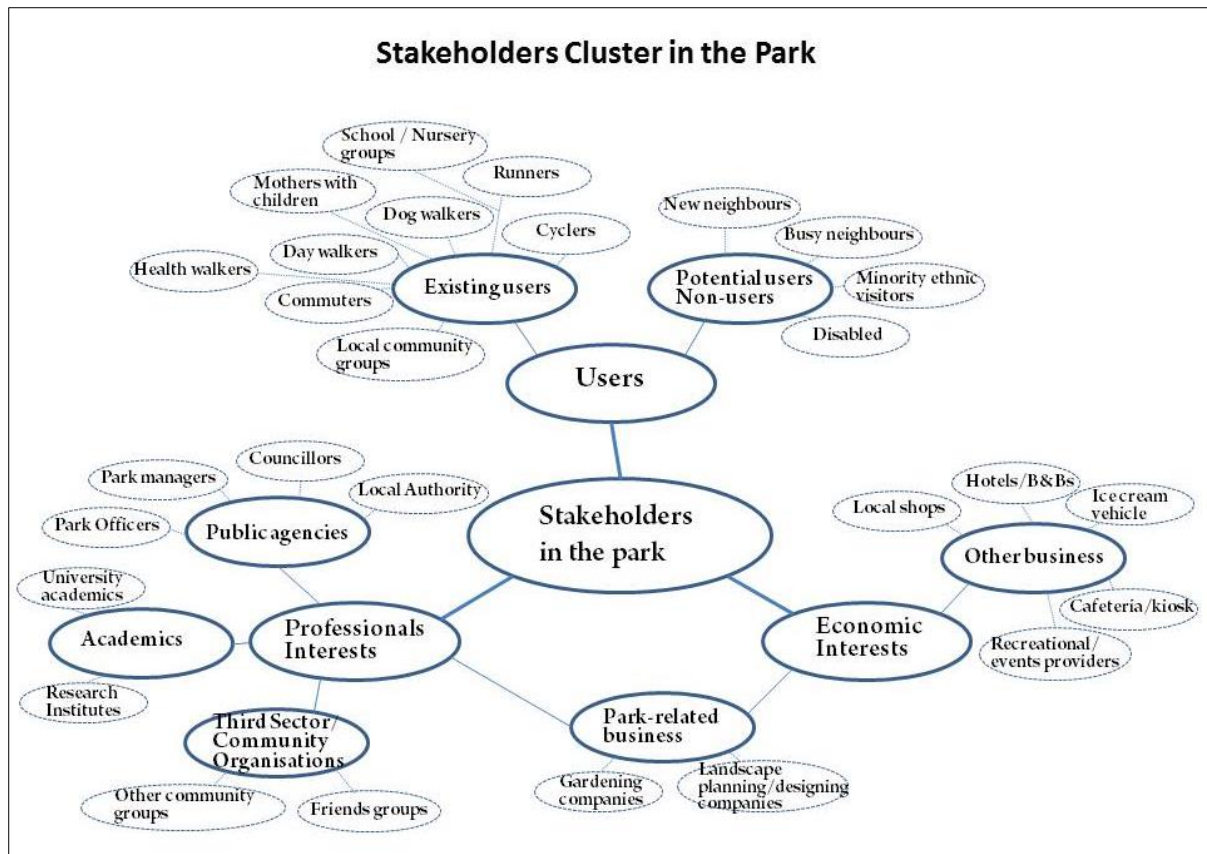 Stakeholders Cluster in the Park
School / Nursery
groups
Runners
Mothers with
children
Dog walkers
Cyclers
Day walkers
Health walkers
Commuters
Existing users
Local community
groups
New neighbours
Busy neighbours
Potential users
Non-users
Minority ethnic
visitors
Disabled
Users
Councillors
Park managers
Local Authority
Park Officers
Public agencies
Stakeholders
in the park
Hotels/B&Bs
Ice cream
vehicle
Local shops
Other business
Cafeteria/kiosk
Recreational/
events providers
University
academics
Academics
Research
Institutes
Professionals
Interests
Economic
Interests
Third Sector/
Community
Organisations
Other community
groups
Friends groups
Park-related
business
Gardening
companies
Landscape
planning/designing
companies